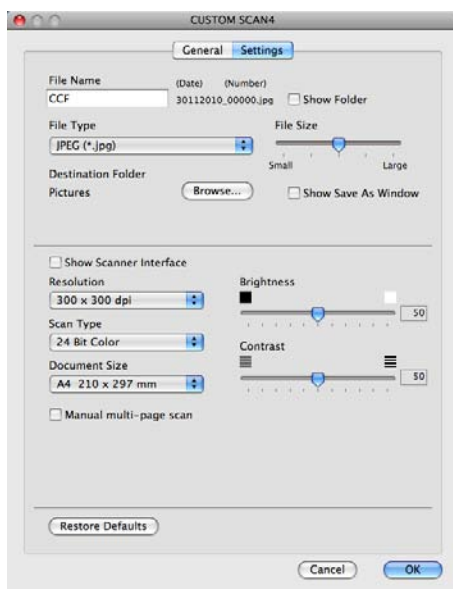 CUSTOM SCAN4
General Settings
File Name
(Date) (Number)
CCF
30112010_00000.jpg
Show Folder
File Type
File Size
JPEG (*.jpg)
Small Large
Destination Folder
Pictures
Browse...
Show Save As Window
Show Scanner Interface
Resolution
Brightness
300 x 300 dpi
50
Scan Type
24 Bit Color
Contrast
Document Size
A4 210 x 297 mm
50
Manual multi-page scan
Restore Defaults
Cancel OK